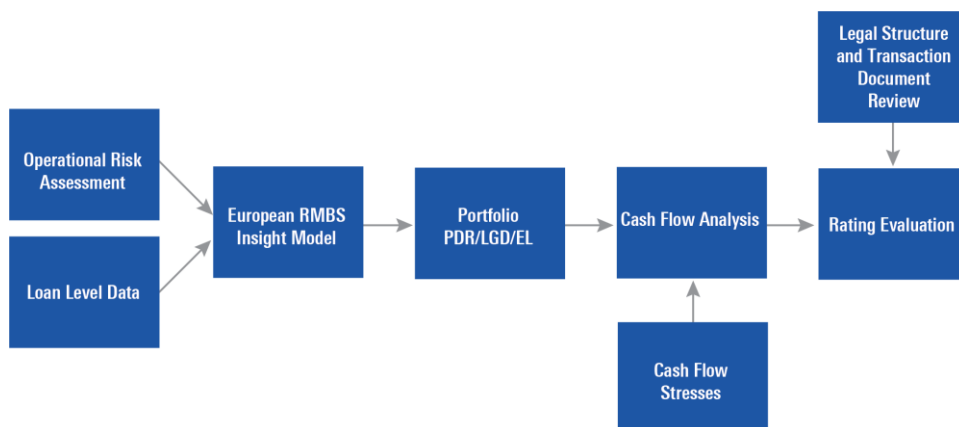 Legal Structure
and Transaction
Document
Review
Operational Risk
Assessment
European RMBS
Insight Model
Portfolio
PDR/LGD/EL
Cash Flow Analysis
Rating Evaluation
Loan Level Data
Cash Flow
Stresses